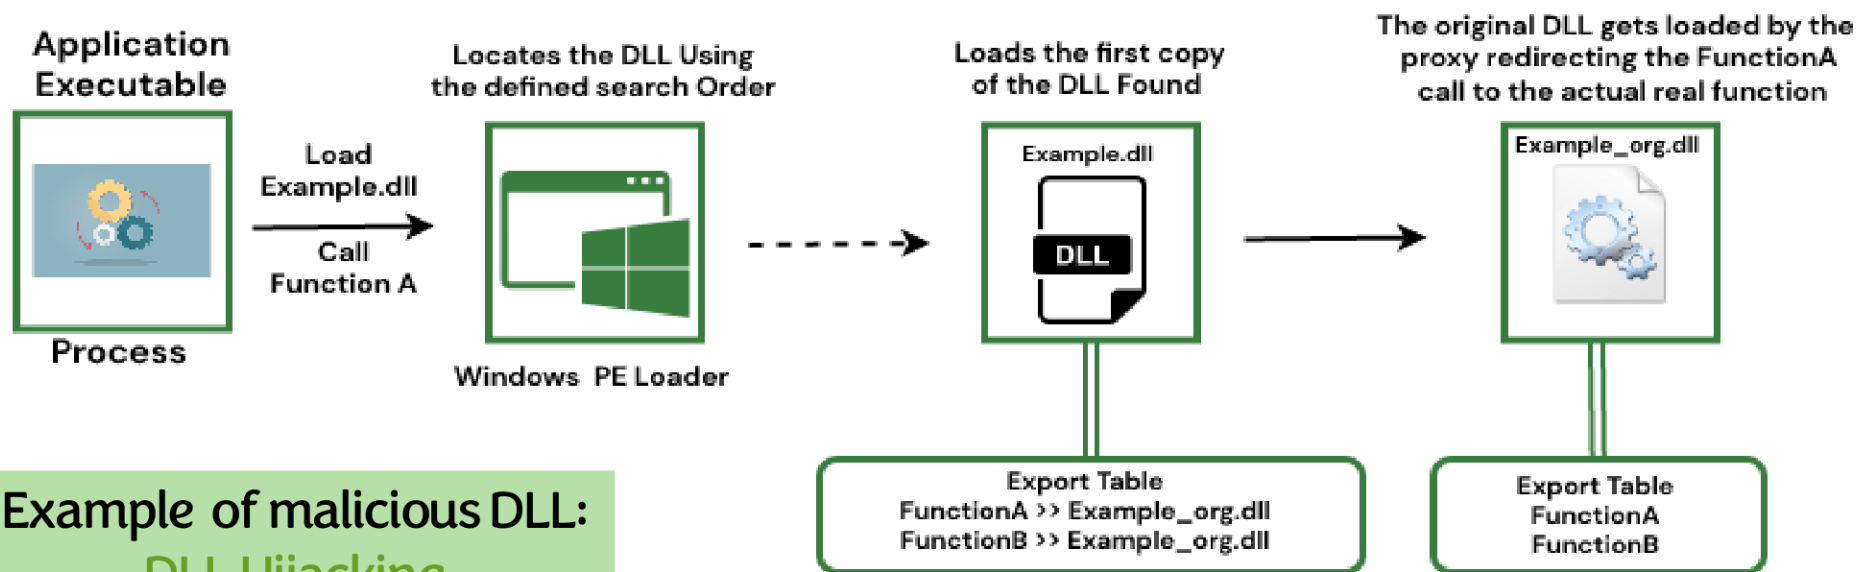 Application
Executable
Process
Load
Example.dll
Call
Function A
Locates the DLL Using
the defined search Order
Windows PE Loader
Loads the first copy
of the DLL Found
Example.dll
DLL
Export Table
FunctionA >> Example_org.dll
FunctionB >> Example_org.dll
The original DLL gets loaded by the
proxy redirecting the FunctionA
call to the actual real function
Example_org.dll
Export Table
FunctionA
FunctionB
Example of malicious DLL:
DLL Hijacking